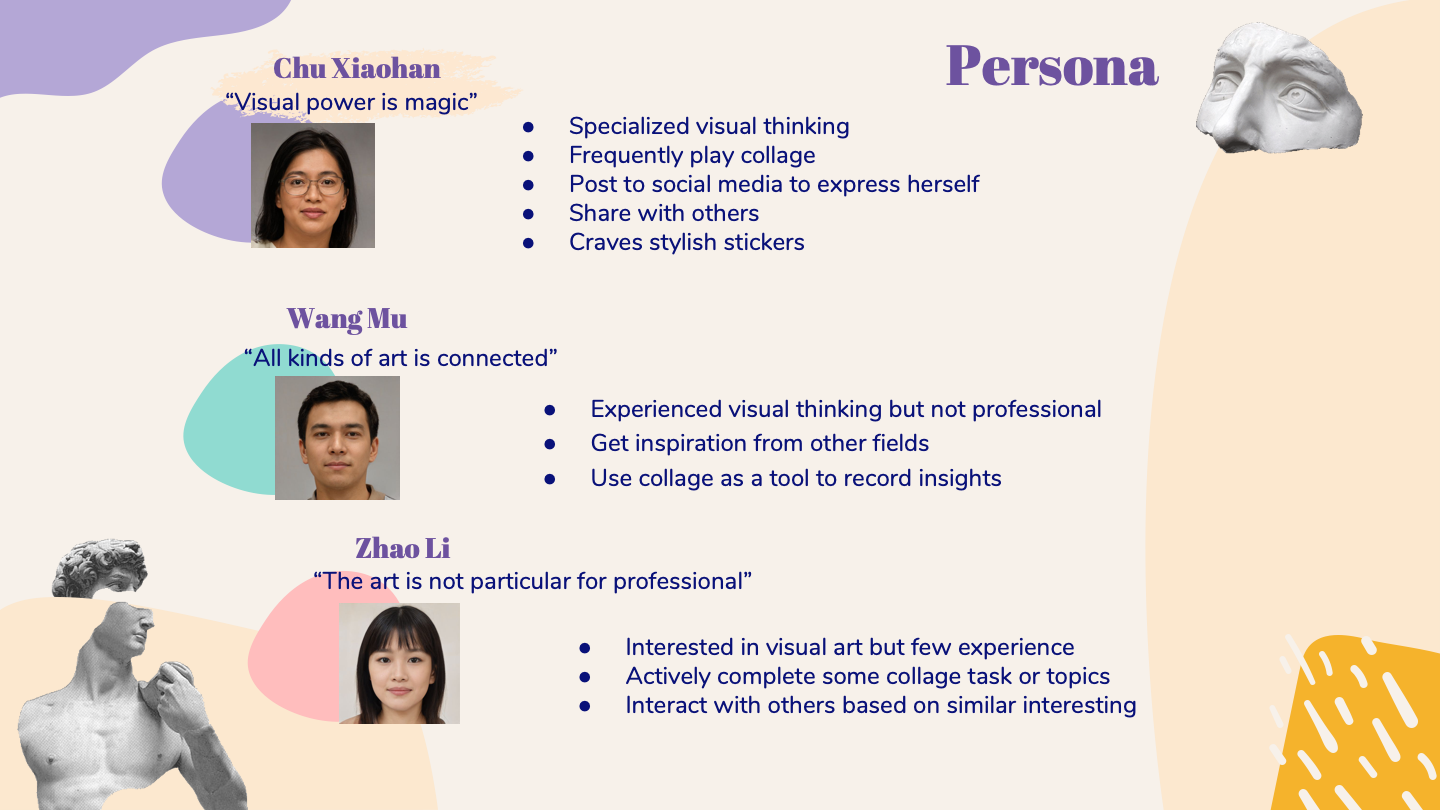 Persona
Chu Xiaohan
“Visual power is magic”
● Specialized visual thinking
● Frequently play collage
● Post to social media to express herself
● Share with others
● Craves stylish stickers
Wang Mu
“All kinds of art is connected”
● Experienced visual thinking but not professional
● Get inspiration from other fields
● Use collage as a tool to record insights
Zhao Li
“The art is not particular for professional”
● Interested in visual art but few experience
● Actively complete some collage task or topics
● Interact with others based on similar interesting